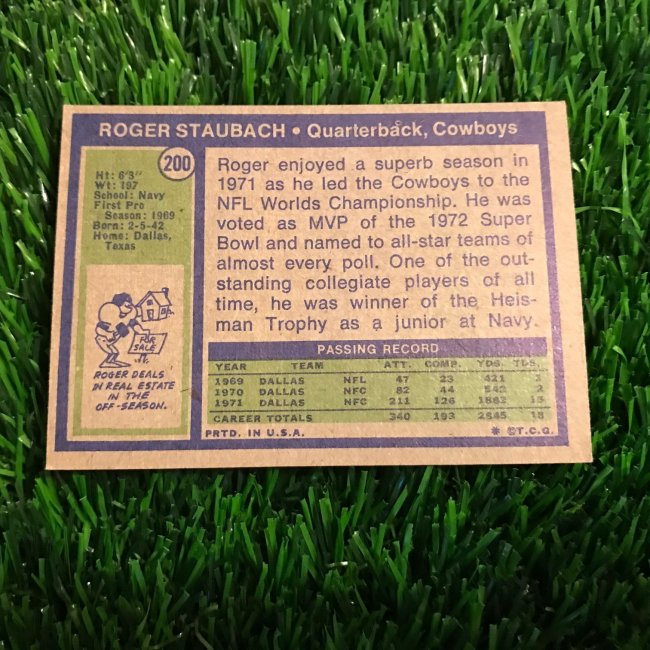 ROGER STAUBACH • Quarterback, Cowboys
200
Ht: 6'3"
Wt: 197
School: Navy
First Pro
Season: 1969
Born: 2-5-42
Home: Dallas,
Texas
FOR
SALE
ROGER DEALS
IN REAL ESTATE
IN THE
OFF-SEASON.
Roger enjoyed a superb season in
1971 as he led the Cowboys to the
NFL Worlds Championship. He was
voted as MVP of the 1972 Super
Bowl and named to all-star teams of
almost every poll. One of the out-
standing collegiate players of all
time, he was winner of the Heis-
man Trophy as a junior at Navy.
PASSING RECORD
YEAR TEAM ATT. COMP. YDS. TDS.
1969 DALLAS NFL 47 23 421 3
1970 DALLAS NFC 82 44 542 2
1971 DALLAS NFC 211 126 1882 13
CAREER TOTALS 340 193 2845 18
PRTD. IN U.S.A. * ©T.C.G.